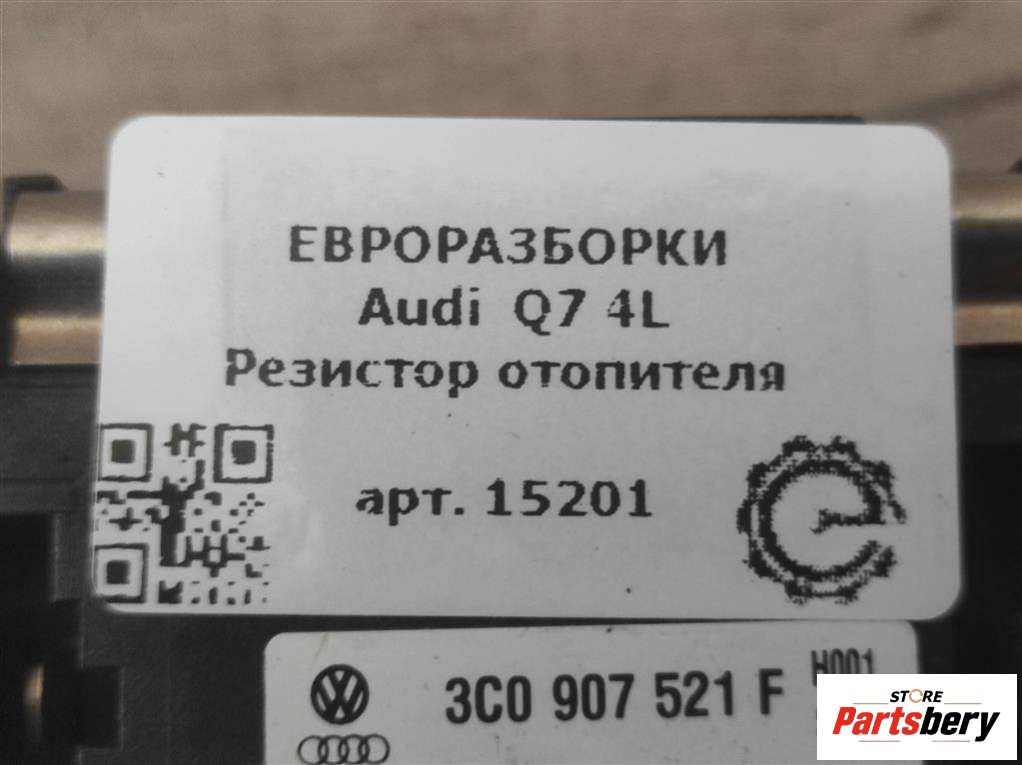 ЕВРОРАЗБОРКИ
Audi Q7 4L
Резистор отопителя
арт. 15201
3C0 907 521 F H001
STORE
Partsbery